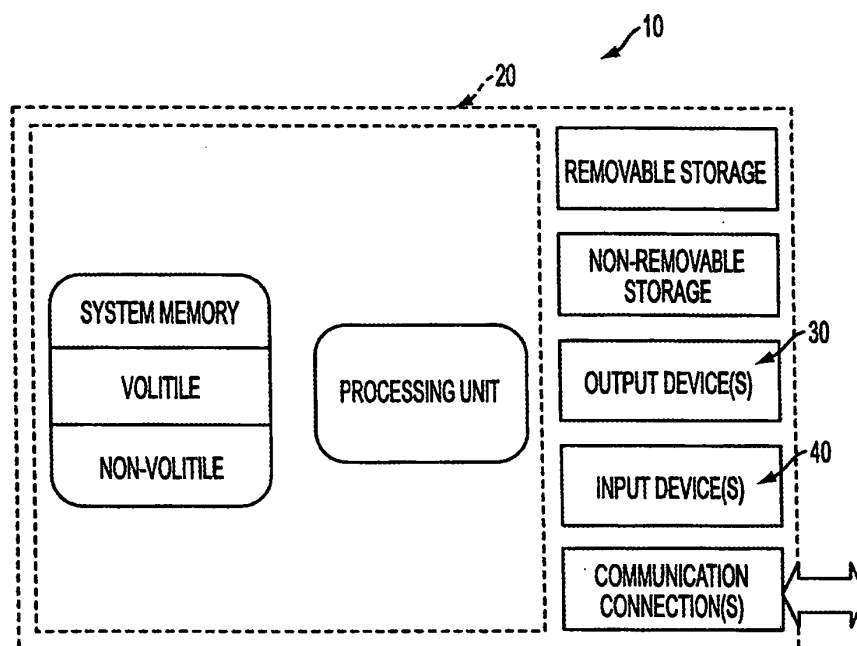 10
20
REMOVABLE STORAGE
NON-REMOVABLE
STORAGE
SYSTEM MEMORY
VOLITILE
NON-VOLITILE
PROCESSING UNIT
30
OUTPUT DEVICE(S)
40
INPUT DEVICE(S)
COMMUNICATION
CONNECTION(S)